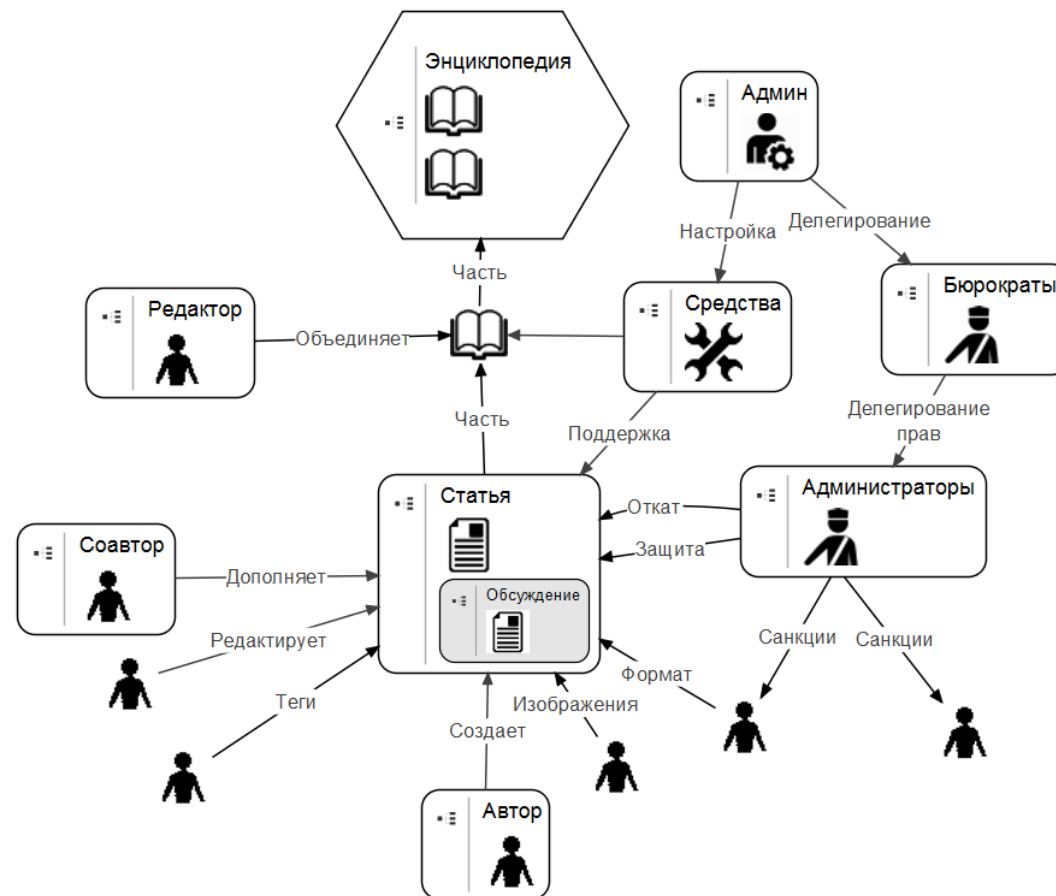 Энциклопедия
Админ
Настройка
Делегирование
Часть
Редактор
Объединяет
Средства
Бюрократы
Часть
Поддержка
Делегирование
прав
Статья
Администраторы
Откат
Защита
Соавтор
Дополняет
Обсуждение
Редактирует
Теги
Создает
Изображения
Формат
Санкции
Санкции
Автор